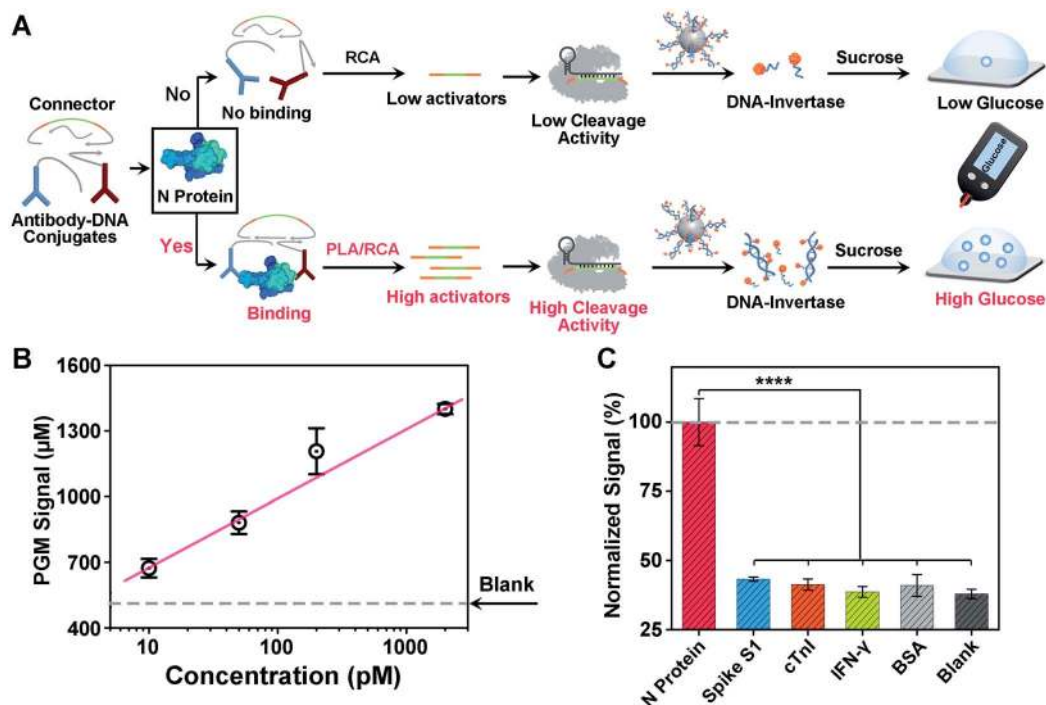 A
Connector
Antibody-DNA
Conjugates
No
N Protein
Yes
No binding
RCA
Low activators
Low Cleavage
Activity
DNA-Invertase
Sucrose
Low Glucose
Glucose
Binding
PLA/RCA
High activators
High Cleavage
Activity
DNA-Invertase
Sucrose
High Glucose
B
PGM Signal (µM)
1600
1300
1000
700
400
Blank
10
100
1000
Concentration (pM)
C
Normalized Signal (%)
****
100
75
50
25
N Protein
Spike S1
cTnI
IFN-γ
BSA
Blank